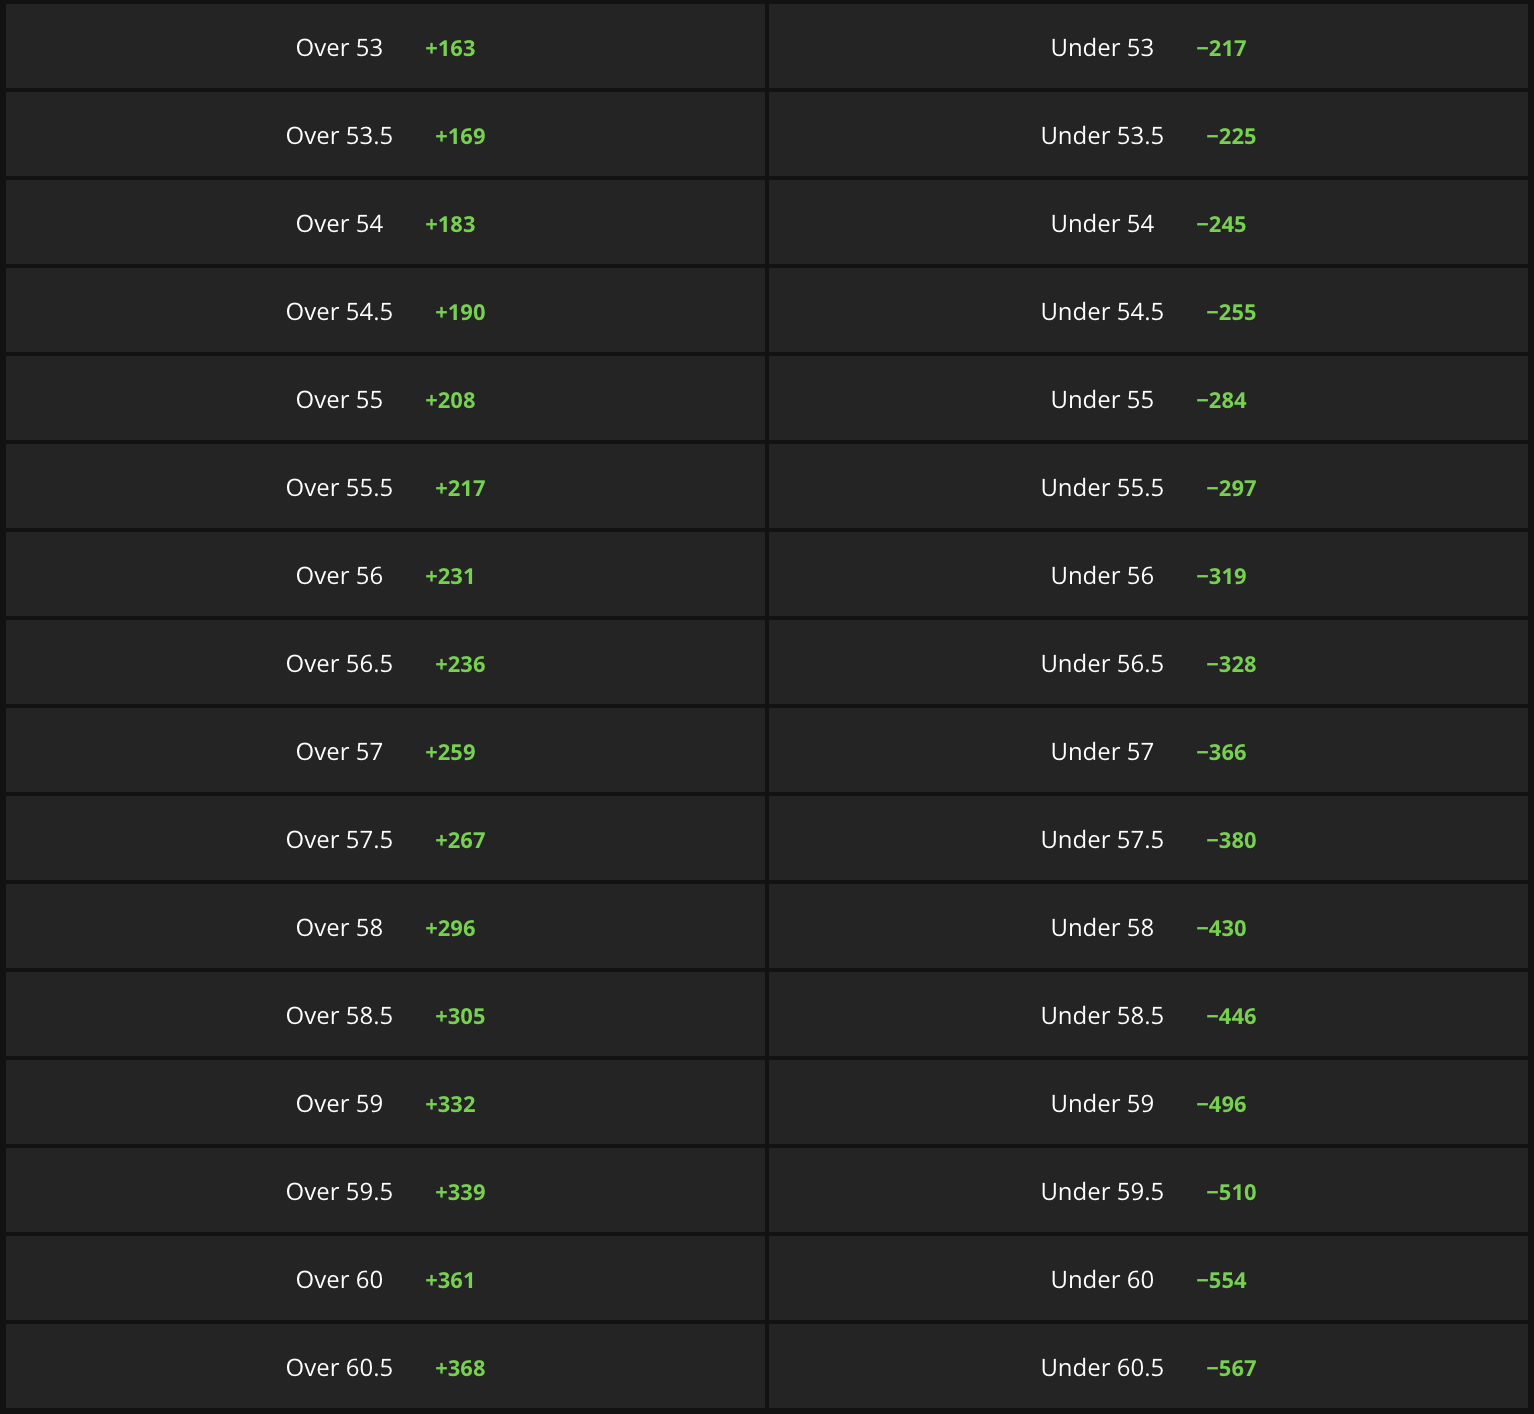 Over 53 +163 Under 53 −217
Over 53.5 +169 Under 53.5 −225
Over 54 +183 Under 54 −245
Over 54.5 +190 Under 54.5 −255
Over 55 +208 Under 55 −284
Over 55.5 +217 Under 55.5 −297
Over 56 +231 Under 56 −319
Over 56.5 +236 Under 56.5 −328
Over 57 +259 Under 57 −366
Over 57.5 +267 Under 57.5 −380
Over 58 +296 Under 58 −430
Over 58.5 +305 Under 58.5 −446
Over 59 +332 Under 59 −496
Over 59.5 +339 Under 59.5 −510
Over 60 +361 Under 60 −554
Over 60.5 +368 Under 60.5 −567